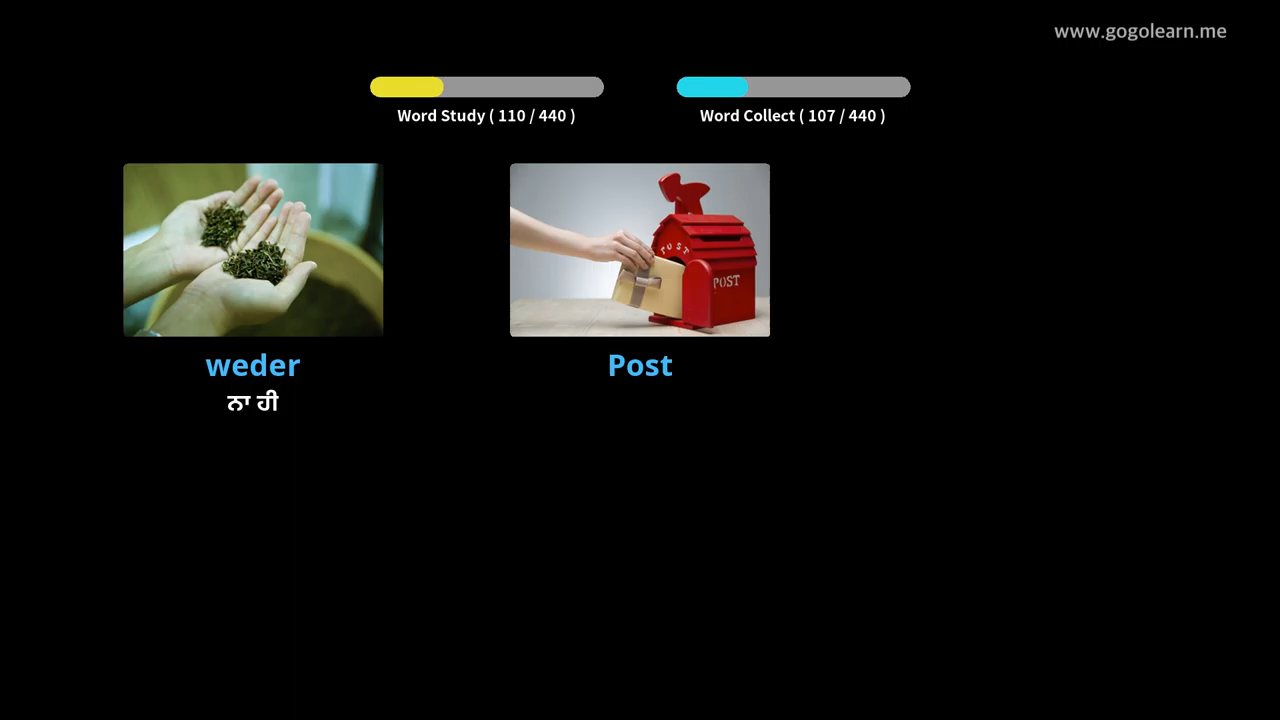 www.gogolearn.me
Word Study ( 110 / 440 )
Word Collect ( 107 / 440 )
POST
POST
weder
Post
ਨਾ ਹੀ